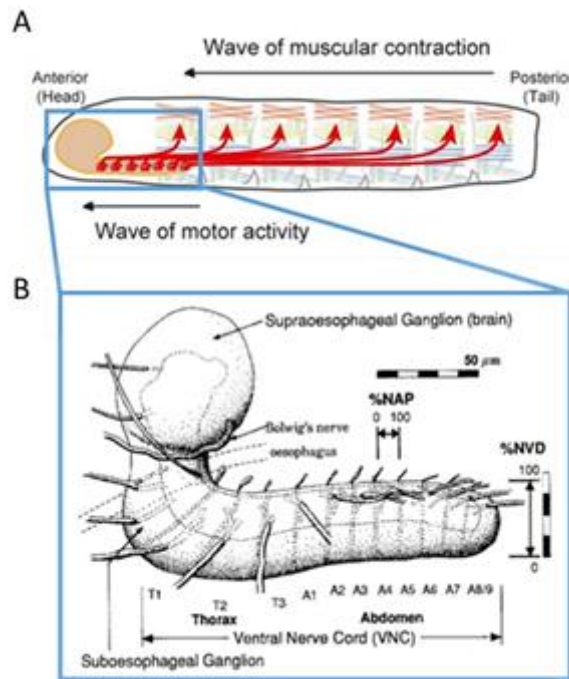 A
Wave of muscular contraction
Anterior
(Head)
Posterior
(Tail)
Wave of motor activity
B
Supraoesophageal Ganglion (brain)
50 µm
%NAP
0 100
Bolwig's nerve
oesophagus
%NVD
100
0
T1
T2
T3
A1
A2
A3
A4
A5
A6
A7
A8/9
Thorax
Abdomen
Ventral Nerve Cord (VNC)
Suboesophageal Ganglion